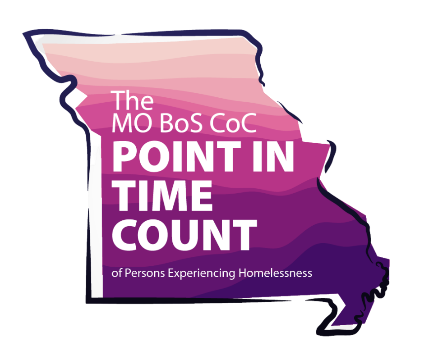 The
MO BoS CoC
POINT IN
TIME
COUNT
of Persons Experiencing Homelessness